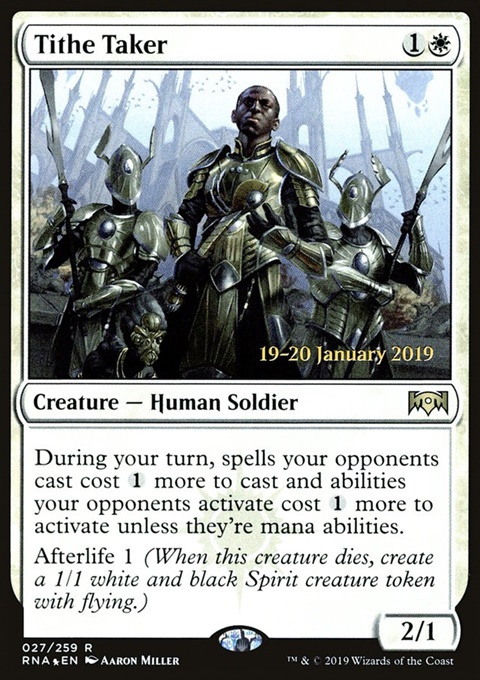 Tithe Taker 1
19–20 January 2019
Creature — Human Soldier
During your turn, spells your opponents
cast cost 1 more to cast and abilities
your opponents activate cost 1 more to
activate unless they're mana abilities.
Afterlife 1 (When this creature dies, create
a 1/1 white and black Spirit creature token
with flying.)
2/1
027/259 R
RNA★EN Aaron Miller
™ & © 2019 Wizards of the Coast